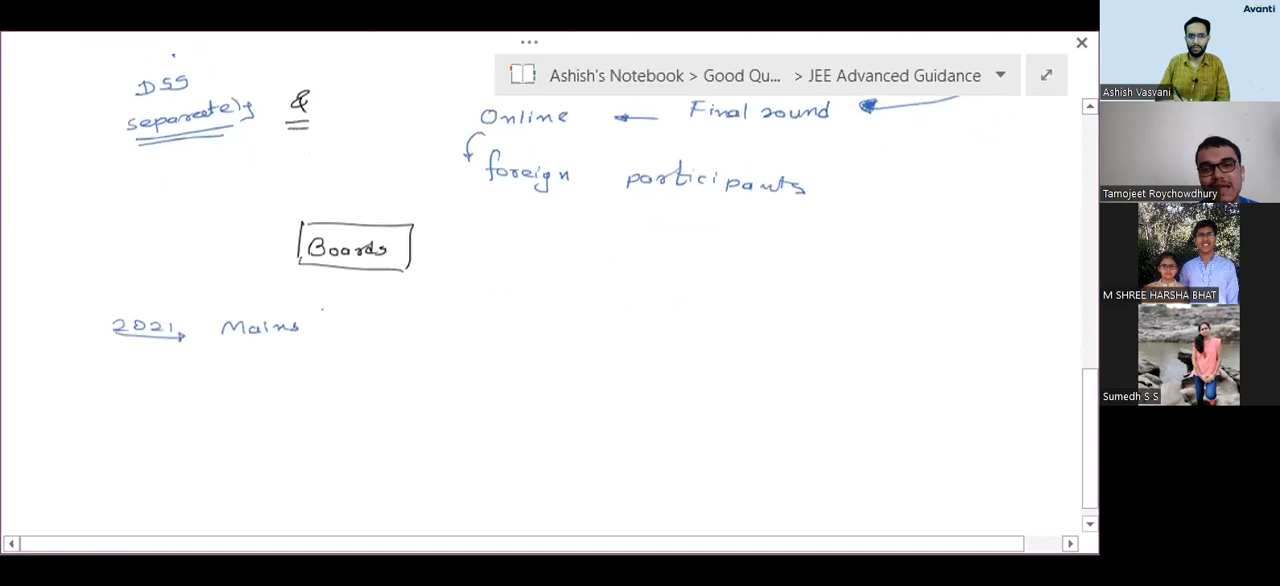 Avanti
Ashish's Notebook > Good Qu... > JEE Advanced Guidance
DSS
separately &
Online ← Final round
foreign participants
Boards
2021 Mains
Ashish Vasvani
Tamojeet Roychowdhury
M SHREE HARSHA BHAT
Sumedh S S